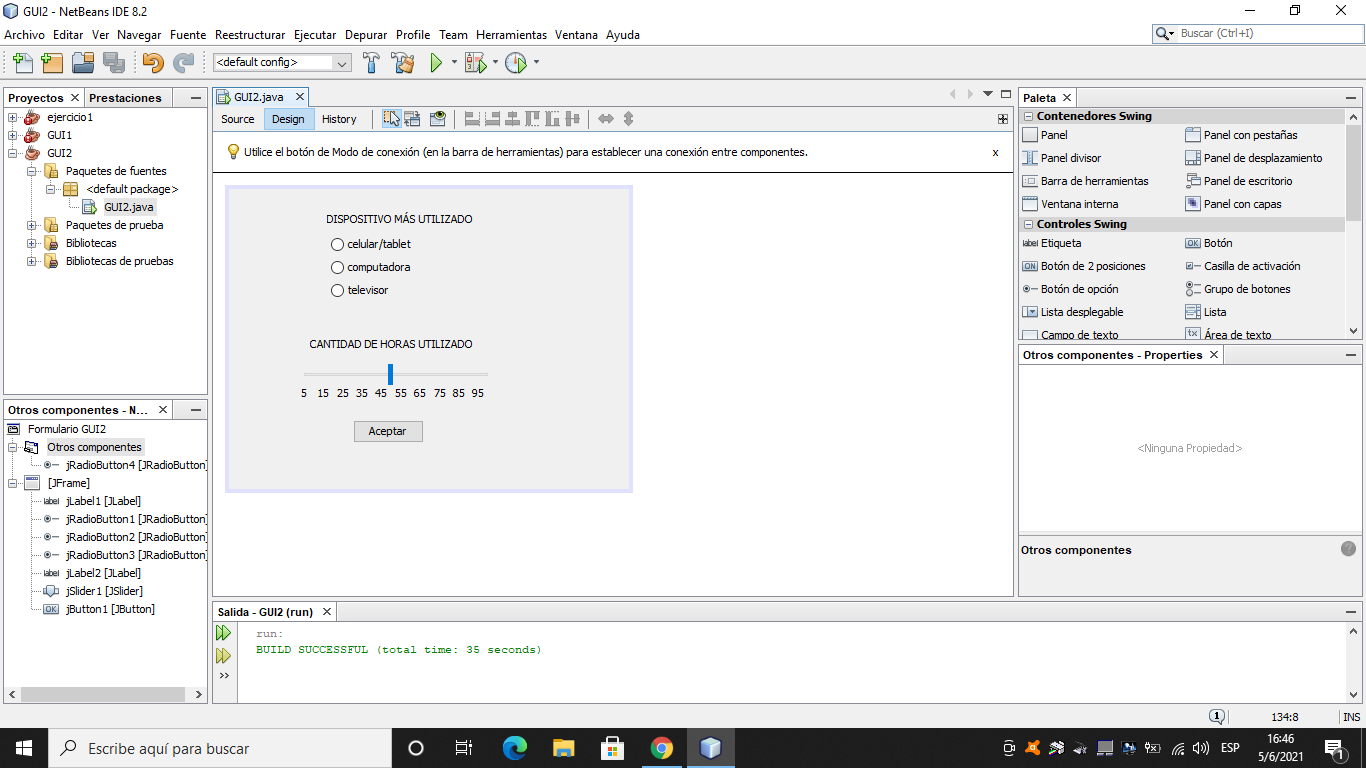 GUI2 - NetBeans IDE 8.2
Archivo Editar Ver Navegar Fuente Reestructurar Ejecutar Depurar Profile Team Herramientas Ventana Ayuda
Buscar (Ctrl+I)
<default config>
Proyectos
Prestaciones
ejercicio1
GUI1
GUI2
Paquetes de fuentes
<default package>
GUI2.java
Paquetes de prueba
Bibliotecas
Bibliotecas de pruebas
Otros componentes - N...
Formulario GUI2
Otros componentes
jRadioButton4 [JRadioButton]
[JFrame]
jLabel1 [JLabel]
jRadioButton1 [JRadioButton]
jRadioButton2 [JRadioButton]
jRadioButton3 [JRadioButton]
jLabel2 [JLabel]
jSlider1 [JSlider]
OK jButton1 [JButton]
GUI2.java
Source Design History
Utilice el botón de Modo de conexión (en la barra de herramientas) para establecer una conexión entre componentes.
x
DISPOSITIVO MÁS UTILIZADO
celular/tablet
computadora
televisor
CANTIDAD DE HORAS UTILIZADO
5 15 25 35 45 55 65 75 85 95
Aceptar
Salida - GUI2 (run)
run:
BUILD SUCCESSFUL (total time: 35 seconds)
Paleta
Contenedores Swing
Panel Panel con pestañas
Panel divisor Panel de desplazamiento
Barra de herramientas Panel de escritorio
Ventana interna Panel con capas
Controles Swing
label Etiqueta OK Botón
ON Botón de 2 posiciones Casilla de activación
Botón de opción Grupo de botones
Lista desplegable Lista
Campo de texto tx Área de texto
Otros componentes - Properties
<Ninguna Propiedad>
Otros componentes
1 134:8 INS
Escribe aquí para buscar
ESP
16:46
5/6/2021
1